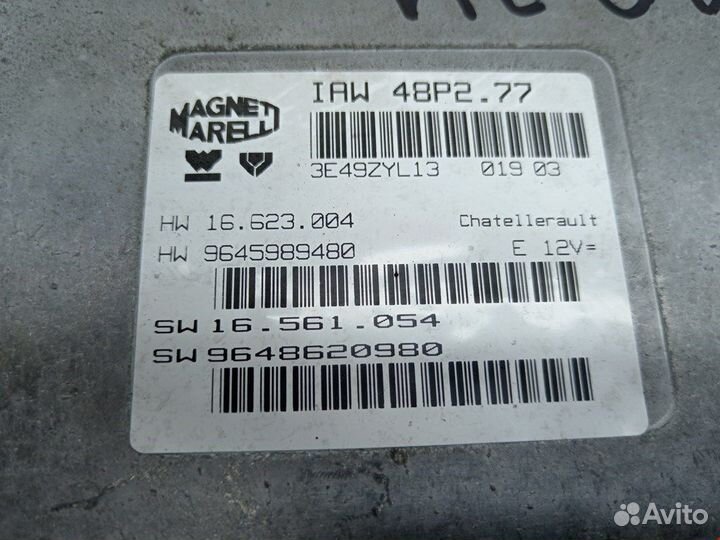 IAW 48P2.77
MAGNETI
MARELLI
3E49ZYL13 019 03
HW 16.623.004 Chatellerault
HW 9645989480 E 12V=
SW 16.561.054
SW 9648620980
Avito